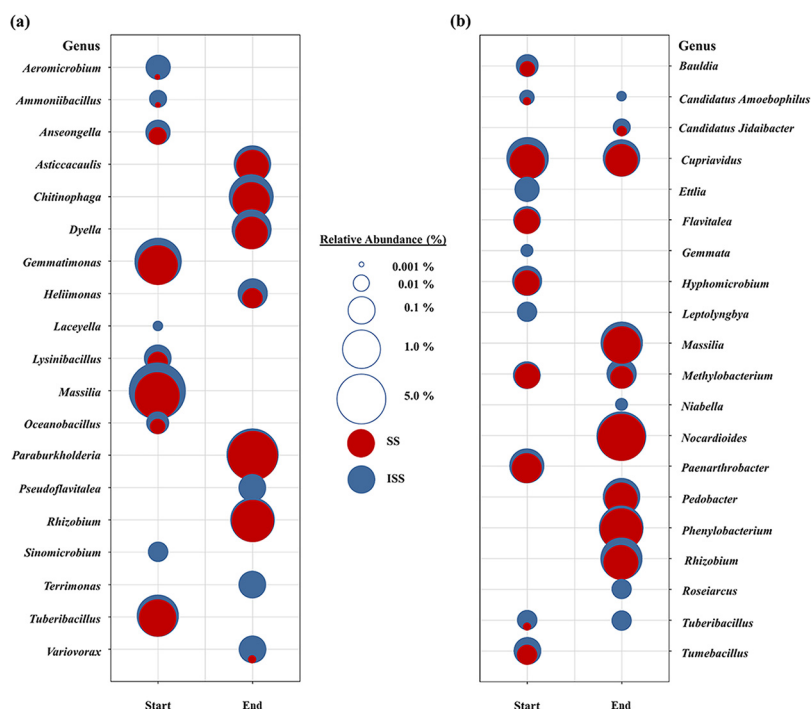 (a)
Genus
Aeromicrobium
Ammoniibacillus
Anseongella
Asticcacaulis
Chitinophaga
Dyella
Gemmatimonas
Heliimonas
Laceyella
Lysinibacillus
Massilia
Oceanobacillus
Paraburkholderia
Pseudoflavitalea
Rhizobium
Sinomicrobium
Terrimonas
Tuberibacillus
Variovorax
Start End
Relative Abundance (%)
0.001 %
0.01 %
0.1 %
1.0 %
5.0 %
SS
ISS
(b)
Genus
Bauldia
Candidatus Amoebophilus
Candidatus Jidaibacter
Cupriavidus
Ettlia
Flavitalea
Gemmata
Hyphomicrobium
Leptolyngbya
Massilia
Methylobacterium
Niabella
Nocardioides
Paenarthrobacter
Pedobacter
Phenylobacterium
Rhizobium
Roseiarcus
Tuberibacillus
Tumebacillus
Start End